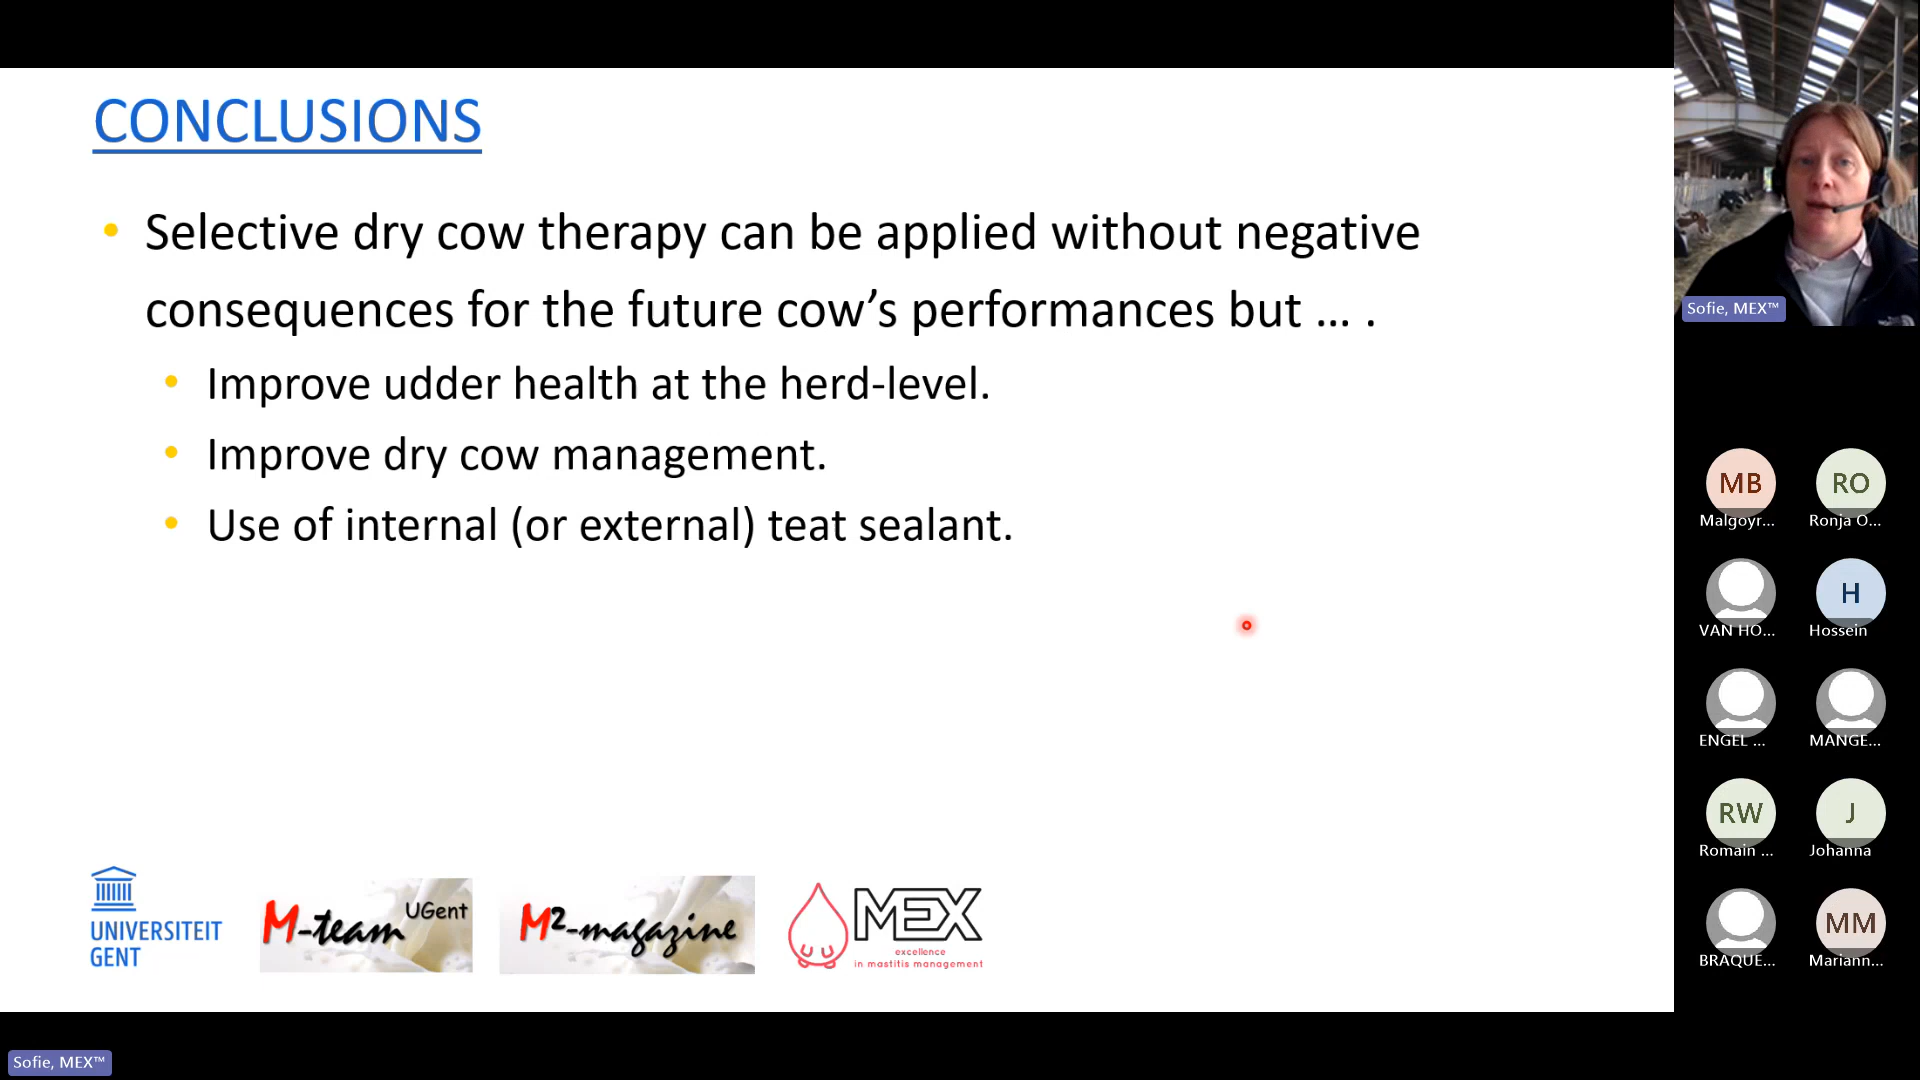 CONCLUSIONS
• Selective dry cow therapy can be applied without negative
consequences for the future cow’s performances but ... .
• Improve udder health at the herd-level.
• Improve dry cow management.
• Use of internal (or external) teat sealant.
UNIVERSITEIT
GENT
M-team UGent
M²-magazine
MEX
excellence
in mastitis management
Sofie, MEX™
Sofie, MEX™
MB
RO
Malgoyr...
Ronja O...
H
VAN HO...
Hossein
ENGEL ...
MANGE...
RW
J
Romain ...
Johanna
MM
BRAQUE...
Mariann...